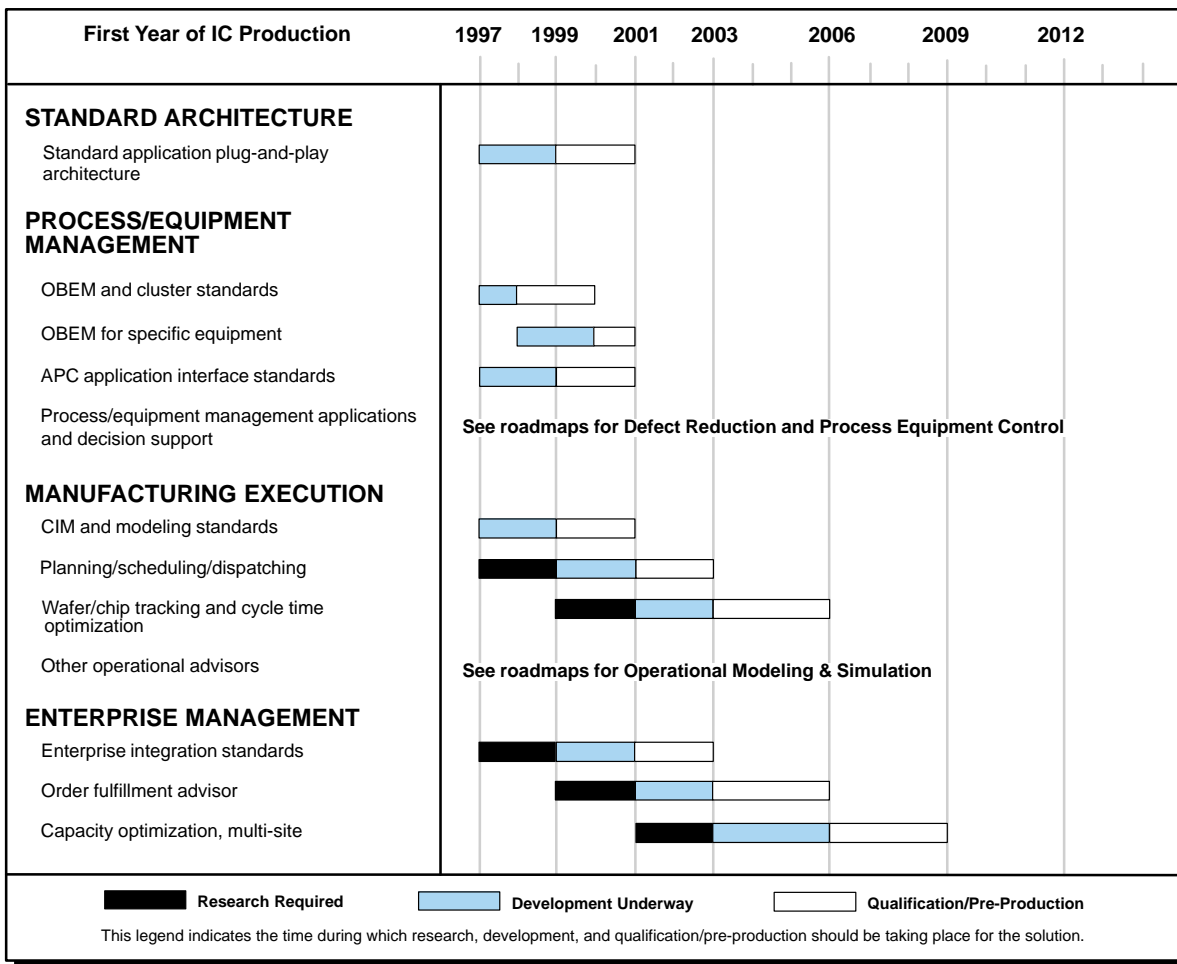 First Year of IC Production
1997 1999 2001 2003 2006 2009 2012
STANDARD ARCHITECTURE
Standard application plug-and-play
architecture
PROCESS/EQUIPMENT
MANAGEMENT
OBEM and cluster standards
OBEM for specific equipment
APC application interface standards
Process/equipment management applications
and decision support
See roadmaps for Defect Reduction and Process Equipment Control
MANUFACTURING EXECUTION
CIM and modeling standards
Planning/scheduling/dispatching
Wafer/chip tracking and cycle time
optimization
Other operational advisors
See roadmaps for Operational Modeling & Simulation
ENTERPRISE MANAGEMENT
Enterprise integration standards
Order fulfillment advisor
Capacity optimization, multi-site
Research Required
Development Underway
Qualification/Pre-Production
This legend indicates the time during which research, development, and qualification/pre-production should be taking place for the solution.